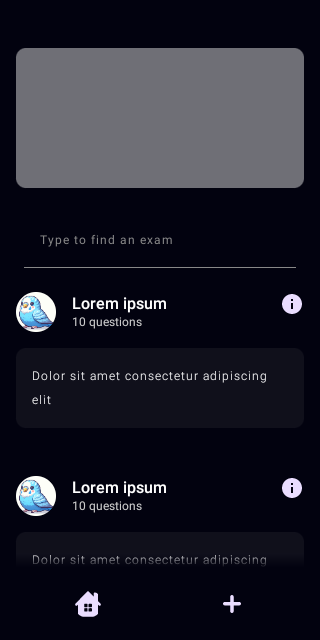 Type to find an exam
Lorem ipsum
10 questions
Dolor sit amet consectetur adipiscing
elit
Lorem ipsum
10 questions
Dolor sit amet consectetur adipiscing